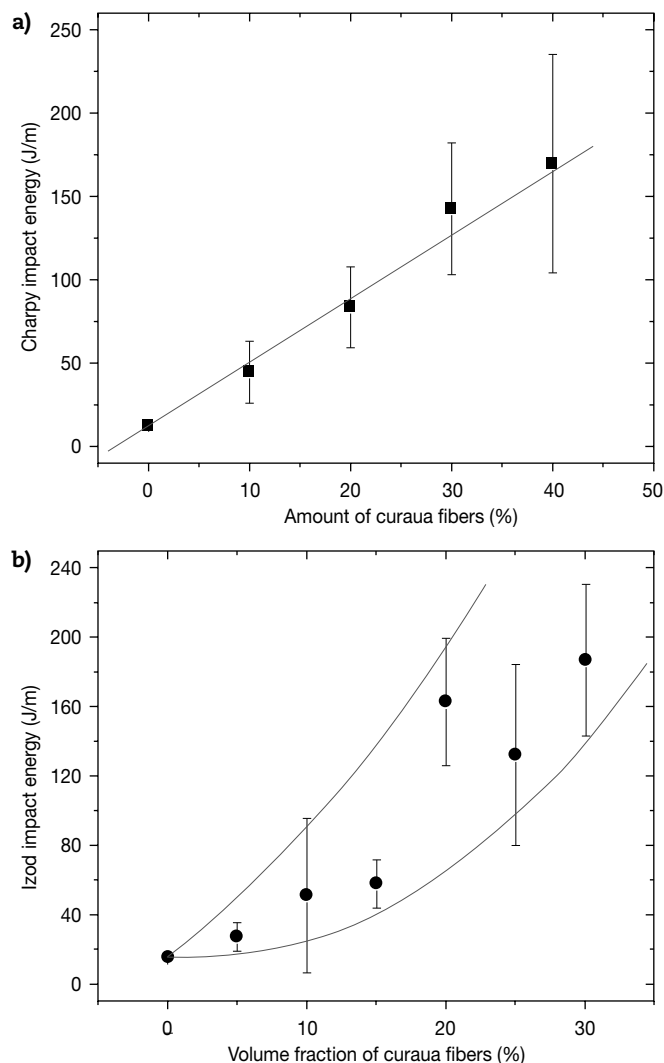 a)
250
200
150
100
50
0
Charpy impact energy (J/m)
0 10 20 30 40 50
Amount of curaua fibers (%)
b)
240
200
160
120
80
40
0
Izod impact energy (J/m)
0 10 20 30
Volume fraction of curaua fibers (%)